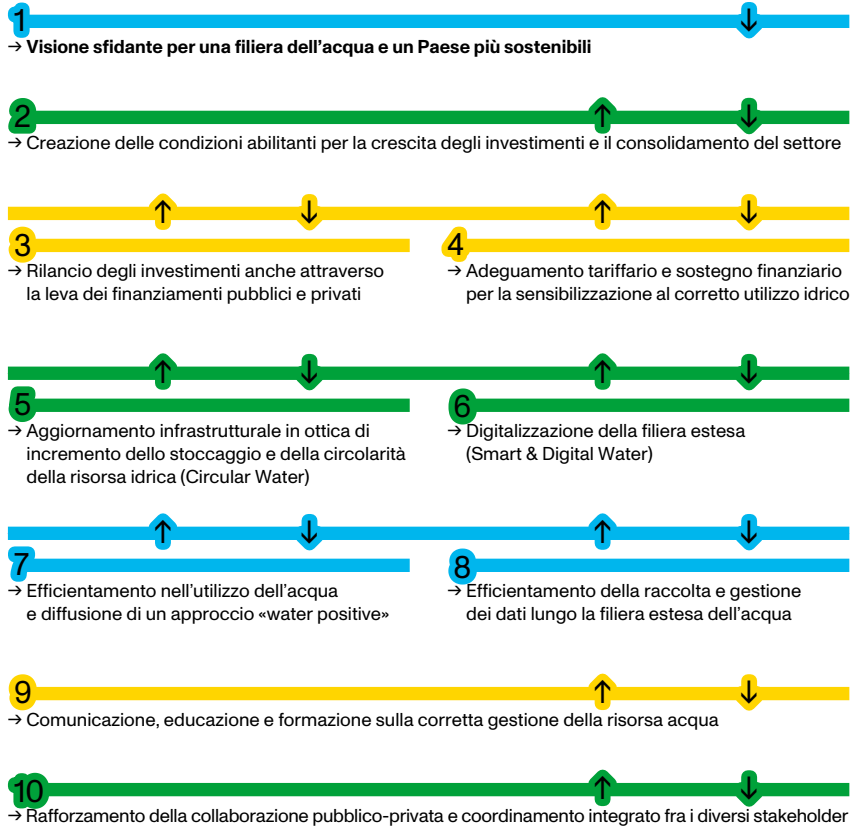 1
→ Visione sfidante per una filiera dell'acqua e un Paese più sostenibili
2
→ Creazione delle condizioni abilitanti per la crescita degli investimenti e il consolidamento del settore
3
→ Rilancio degli investimenti anche attraverso
la leva dei finanziamenti pubblici e privati
4
→ Adeguamento tariffario e sostegno finanziario
per la sensibilizzazione al corretto utilizzo idrico
5
→ Aggiornamento infrastrutturale in ottica di
incremento dello stoccaggio e della circolarità
della risorsa idrica (Circular Water)
6
→ Digitalizzazione della filiera estesa
(Smart & Digital Water)
7
→ Efficientamento nell'utilizzo dell'acqua
e diffusione di un approccio «water positive»
8
→ Efficientamento della raccolta e gestione
dei dati lungo la filiera estesa dell'acqua
9
→ Comunicazione, educazione e formazione sulla corretta gestione della risorsa acqua
10
→ Rafforzamento della collaborazione pubblico-privata e coordinamento integrato fra i diversi stakeholder